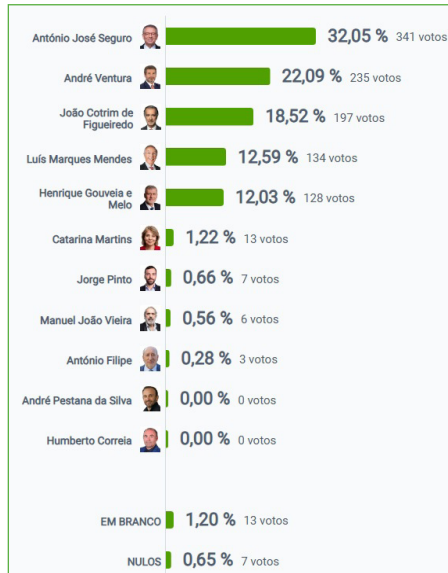 António José Seguro 32,05 % 341 votos
André Ventura 22,09 % 235 votos
João Cotrim de
Figueiredo 18,52 % 197 votos
Luís Marques Mendes 12,59 % 134 votos
Henrique Gouveia e
Melo 12,03 % 128 votos
Catarina Martins 1,22 % 13 votos
Jorge Pinto 0,66 % 7 votos
Manuel João Vieira 0,56 % 6 votos
António Filipe 0,28 % 3 votos
André Pestana da Silva 0,00 % 0 votos
Humberto Correia 0,00 % 0 votos
EM BRANCO 1,20 % 13 votos
NULOS 0,65 % 7 votos